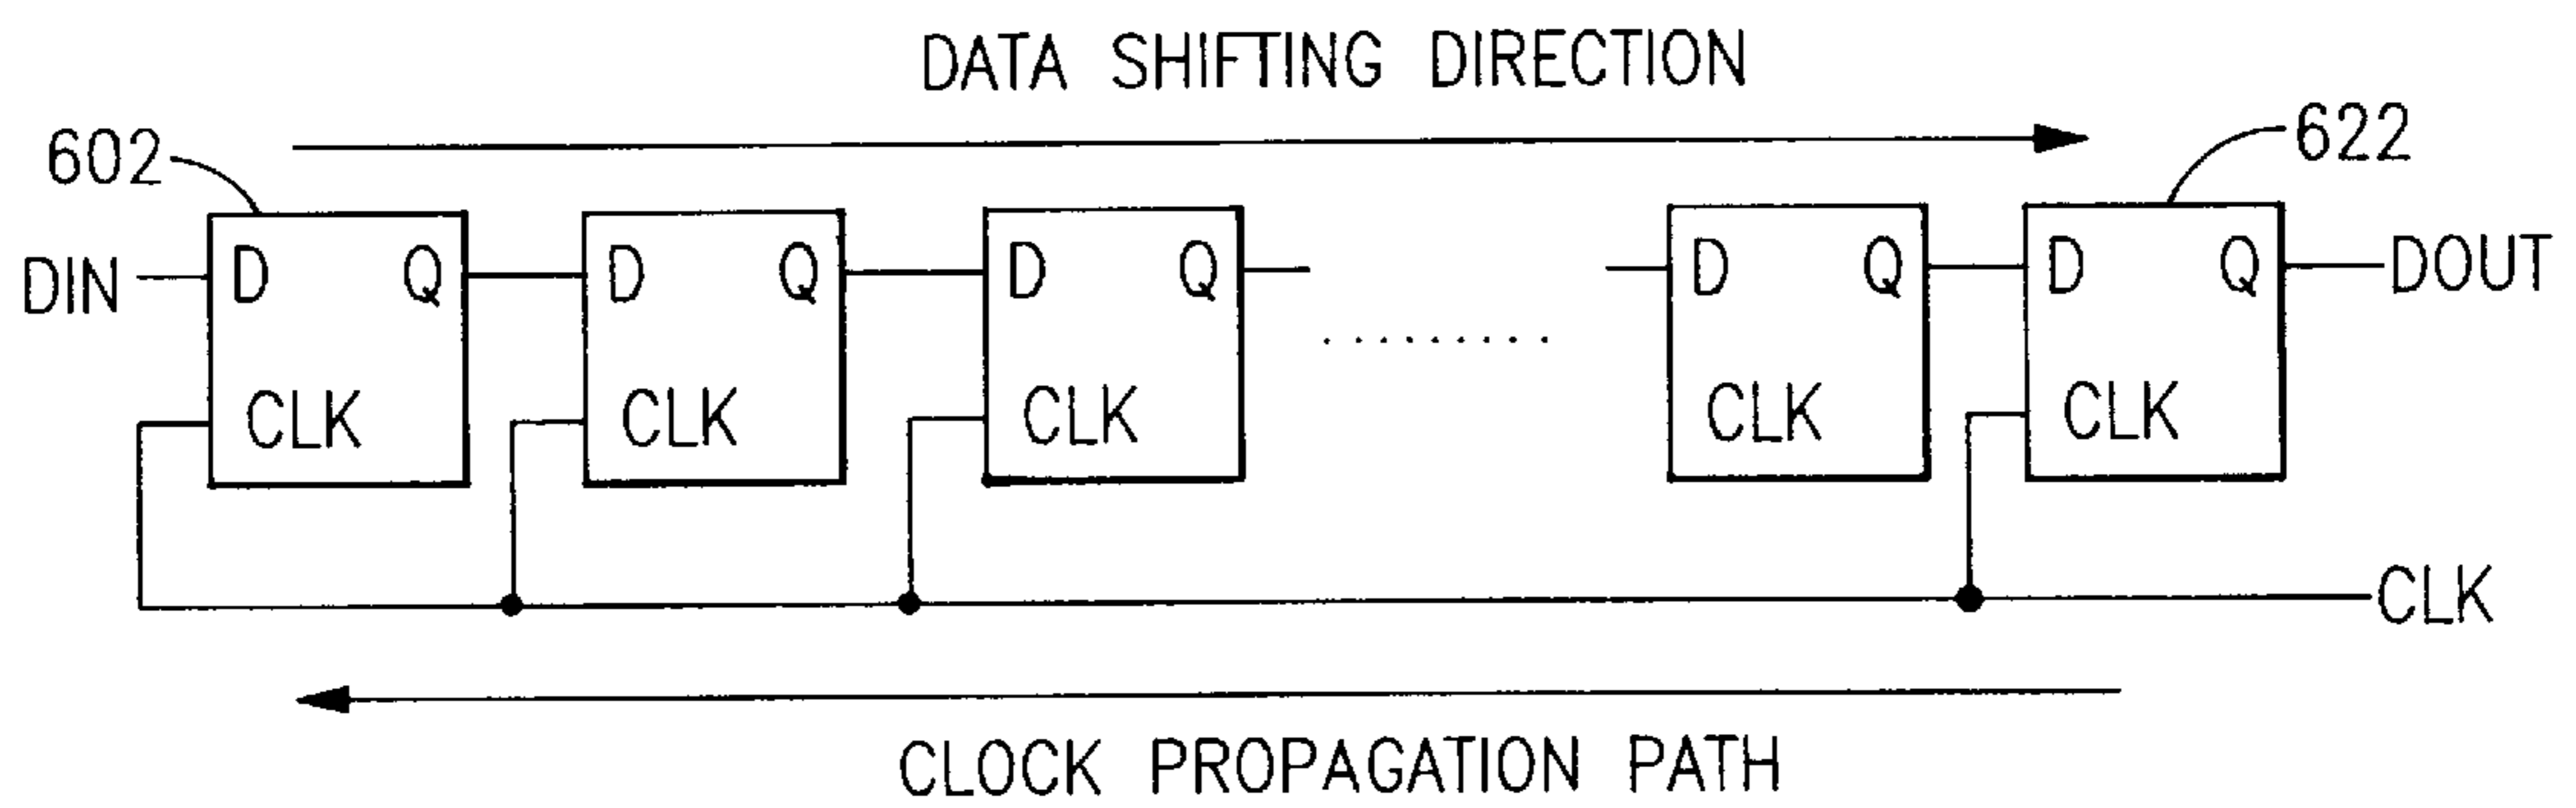 DATA SHIFTING DIRECTION
602
622
DIN D Q D Q D Q D Q D Q DOUT
.........
CLK CLK CLK CLK CLK
CLK
CLOCK PROPAGATION PATH